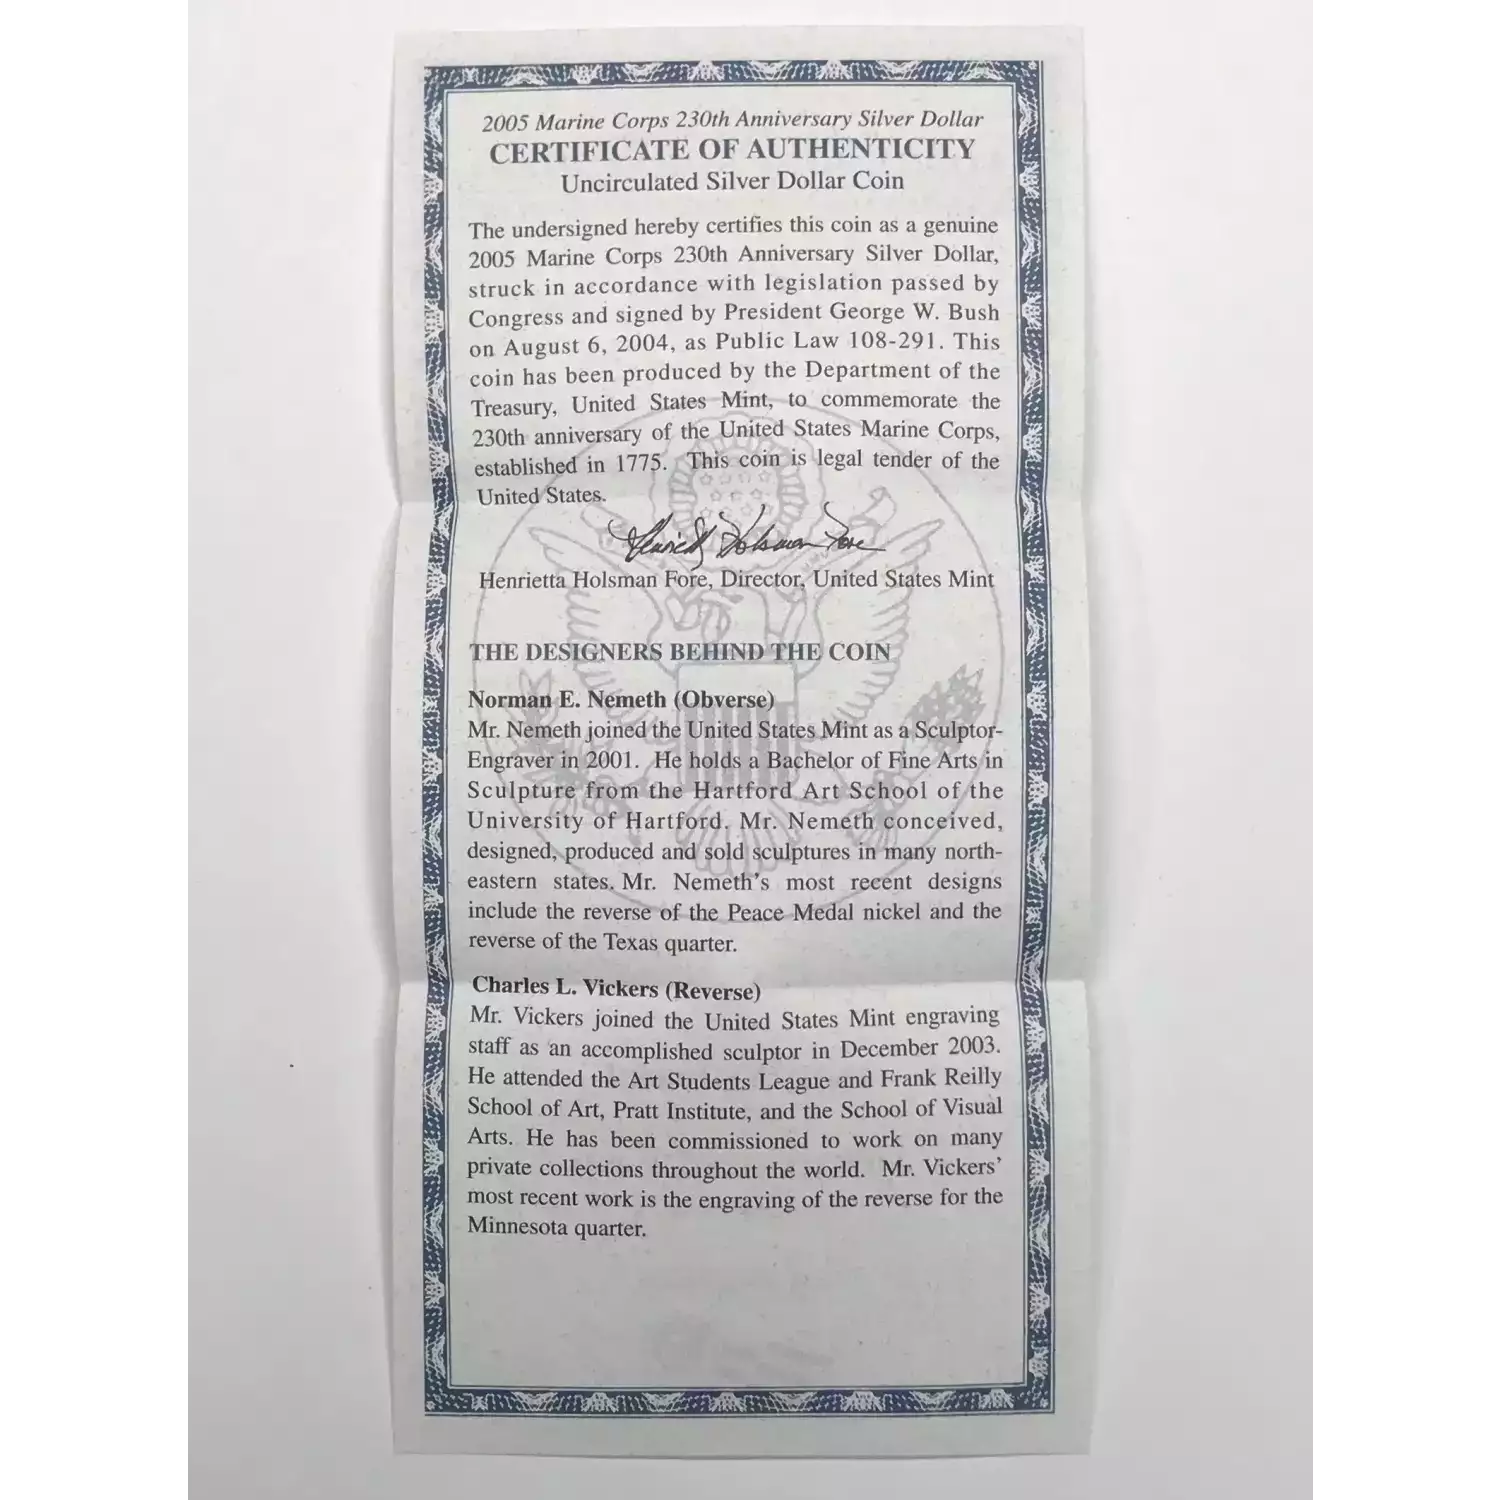 2005 Marine Corps 230th Anniversary Silver Dollar
CERTIFICATE OF AUTHENTICITY
Uncirculated Silver Dollar Coin
The undersigned hereby certifies this coin as a genuine
2005 Marine Corps 230th Anniversary Silver Dollar,
struck in accordance with legislation passed by
Congress and signed by President George W. Bush
on August 6, 2004, as Public Law 108-291. This
coin has been produced by the Department of the
Treasury, United States Mint, to commemorate the
230th anniversary of the United States Marine Corps,
established in 1775. This coin is legal tender of the
United States.
Henrietta Holsman Fore
Henrietta Holsman Fore, Director, United States Mint
THE DESIGNERS BEHIND THE COIN
Norman E. Nemeth (Obverse)
Mr. Nemeth joined the United States Mint as a Sculptor-
Engraver in 2001. He holds a Bachelor of Fine Arts in
Sculpture from the Hartford Art School of the
University of Hartford. Mr. Nemeth conceived,
designed, produced and sold sculptures in many north-
eastern states. Mr. Nemeth's most recent designs
include the reverse of the Peace Medal nickel and the
reverse of the Texas quarter.
Charles L. Vickers (Reverse)
Mr. Vickers joined the United States Mint engraving
staff as an accomplished sculptor in December 2003.
He attended the Art Students League and Frank Reilly
School of Art, Pratt Institute, and the School of Visual
Arts. He has been commissioned to work on many
private collections throughout the world. Mr. Vickers'
most recent work is the engraving of the reverse for the
Minnesota quarter.